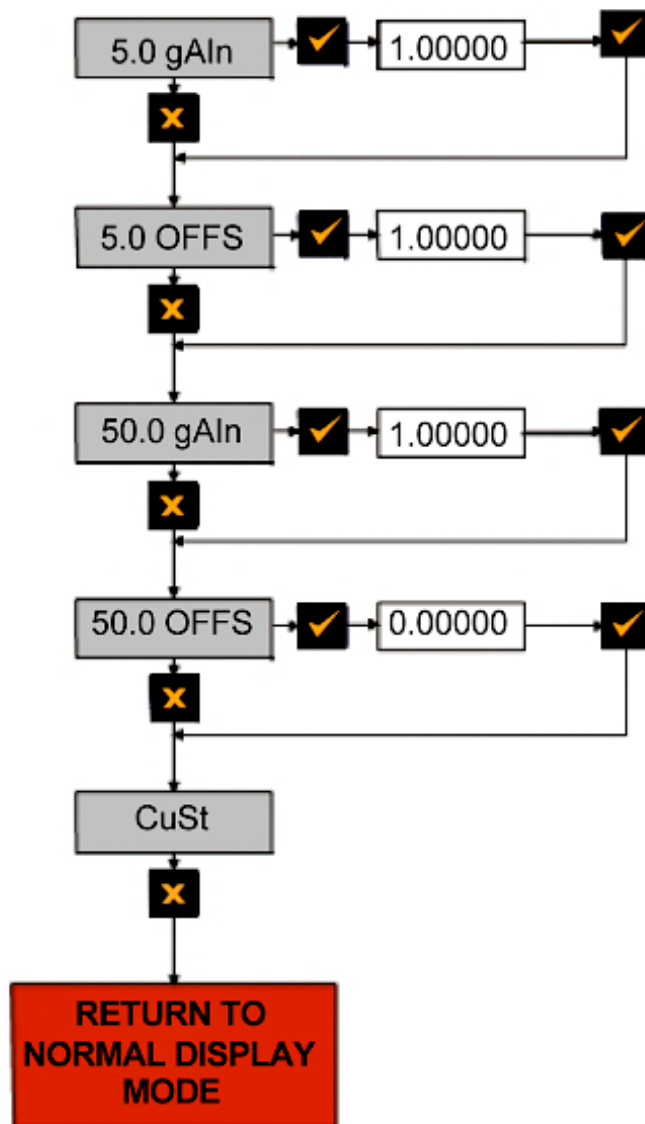 5.0 gAIn
1.00000
5.0 OFFS
1.00000
50.0 gAIn
1.00000
50.0 OFFS
0.00000
CuSt
RETURN TO
NORMAL DISPLAY
MODE